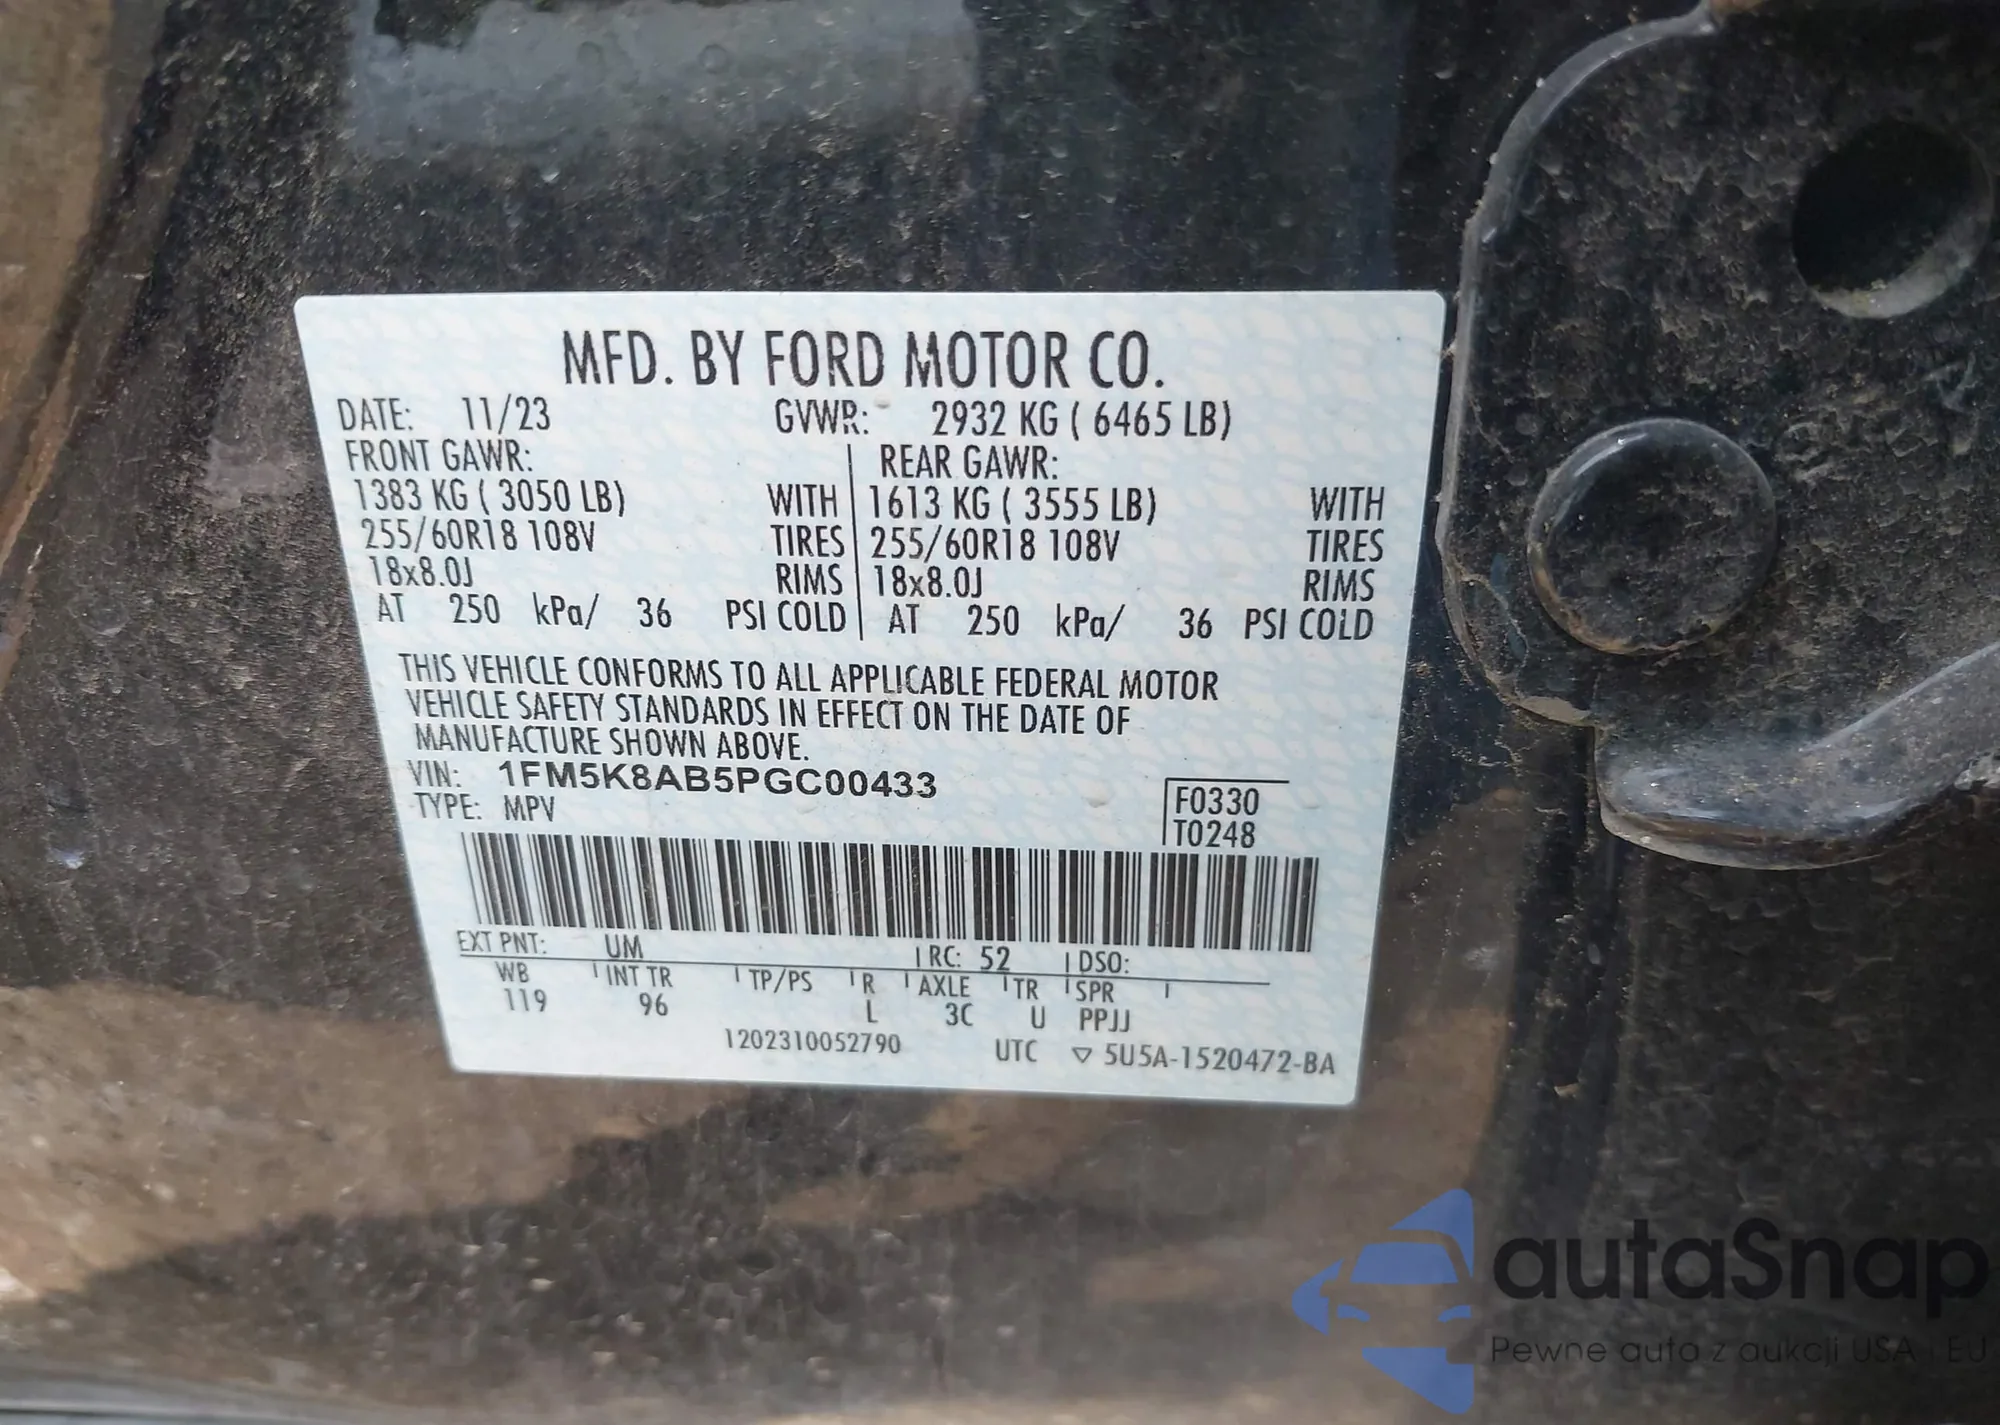 MFD. BY FORD MOTOR CO.
DATE: 11/23 GVWR: 2932 KG ( 6465 LB)
FRONT GAWR: REAR GAWR:
1383 KG ( 3050 LB) WITH 1613 KG ( 3555 LB) WITH
255/60R18 108V TIRES 255/60R18 108V TIRES
18x8.0J RIMS 18x8.0J RIMS
AT 250 kPa/ 36 PSI COLD AT 250 kPa/ 36 PSI COLD
THIS VEHICLE CONFORMS TO ALL APPLICABLE FEDERAL MOTOR
VEHICLE SAFETY STANDARDS IN EFFECT ON THE DATE OF
MANUFACTURE SHOWN ABOVE.
VIN: 1FM5K8AB5PGC00433
TYPE: MPV
F0330
T0248
EXT PNT: UM RC: 52 DSO:
WB INT TR TP/PS R AXLE TR SPR
119 96 L 3C U PPJJ
1202310052790 UTC ▽ 5U5A-1520472-BA
autoSnap
Pewne auta z aukcji USA i EU